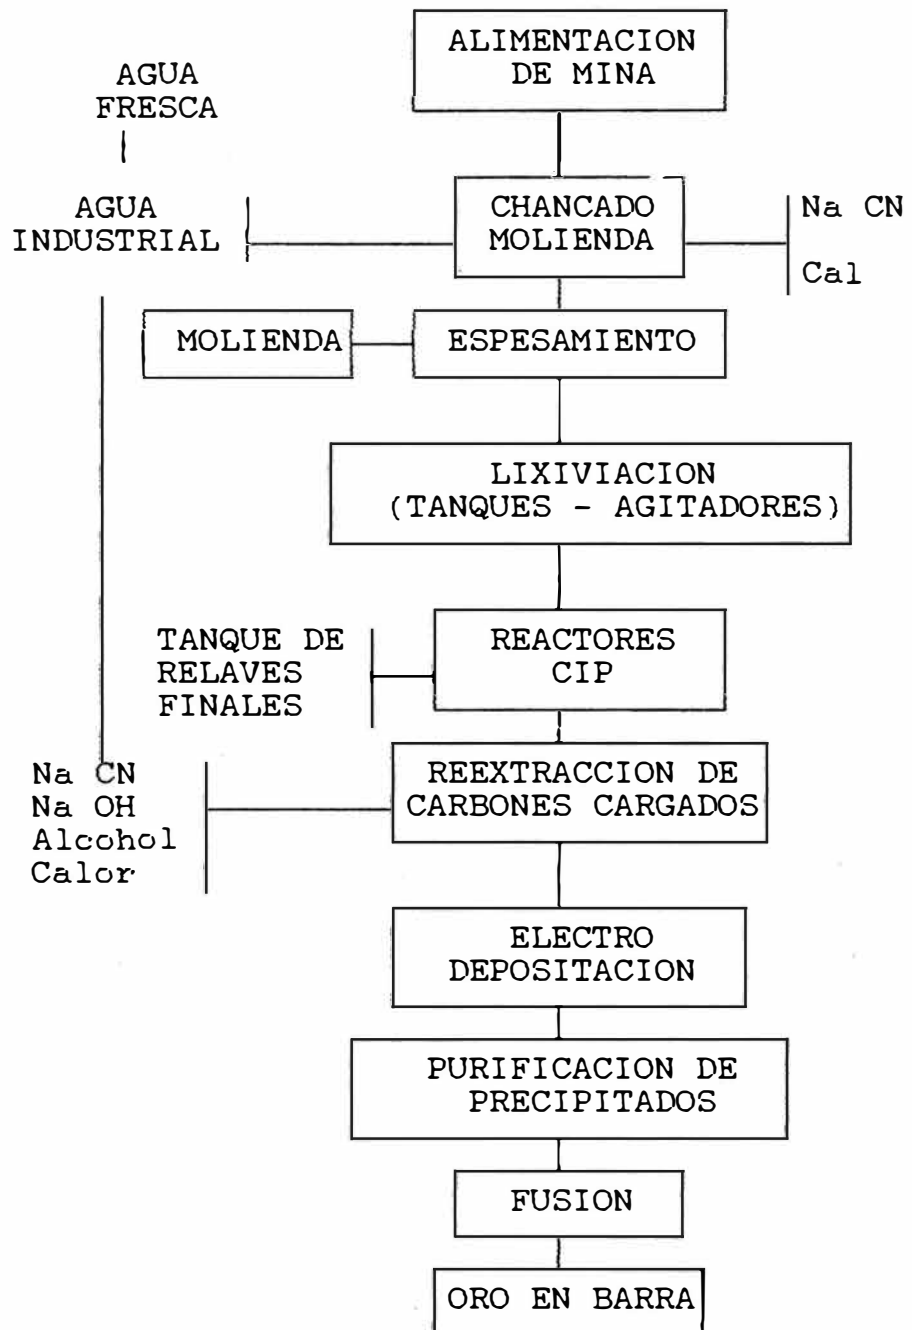 ALIMENTACION
DE MINA
AGUA
FRESCA
AGUA
INDUSTRIAL
CHANCADO
MOLIENDA
Na CN
Cal
MOLIENDA
ESPESAMIENTO
LIXIVIACION
(TANQUES - AGITADORES)
TANQUE DE
RELAVES
FINALES
REACTORES
CIP
Na CN
Na OH
Alcohol
Calor
REEXTRACCION DE
CARBONES CARGADOS
ELECTRO
DEPOSITACION
PURIFICACION DE
PRECIPITADOS
FUSION
ORO EN BARRA